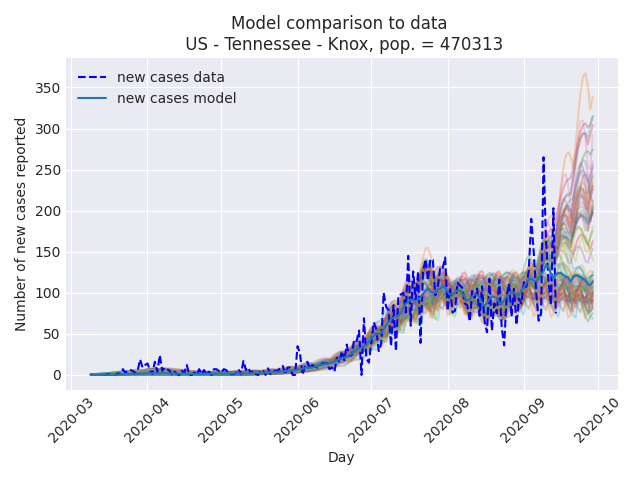 Model comparison to data
US - Tennessee - Knox, pop. = 470313
new cases data
new cases model
Number of new cases reported
350
300
250
200
150
100
50
0
2020-03
2020-04
2020-05
2020-06
2020-07
2020-08
2020-09
2020-10
Day